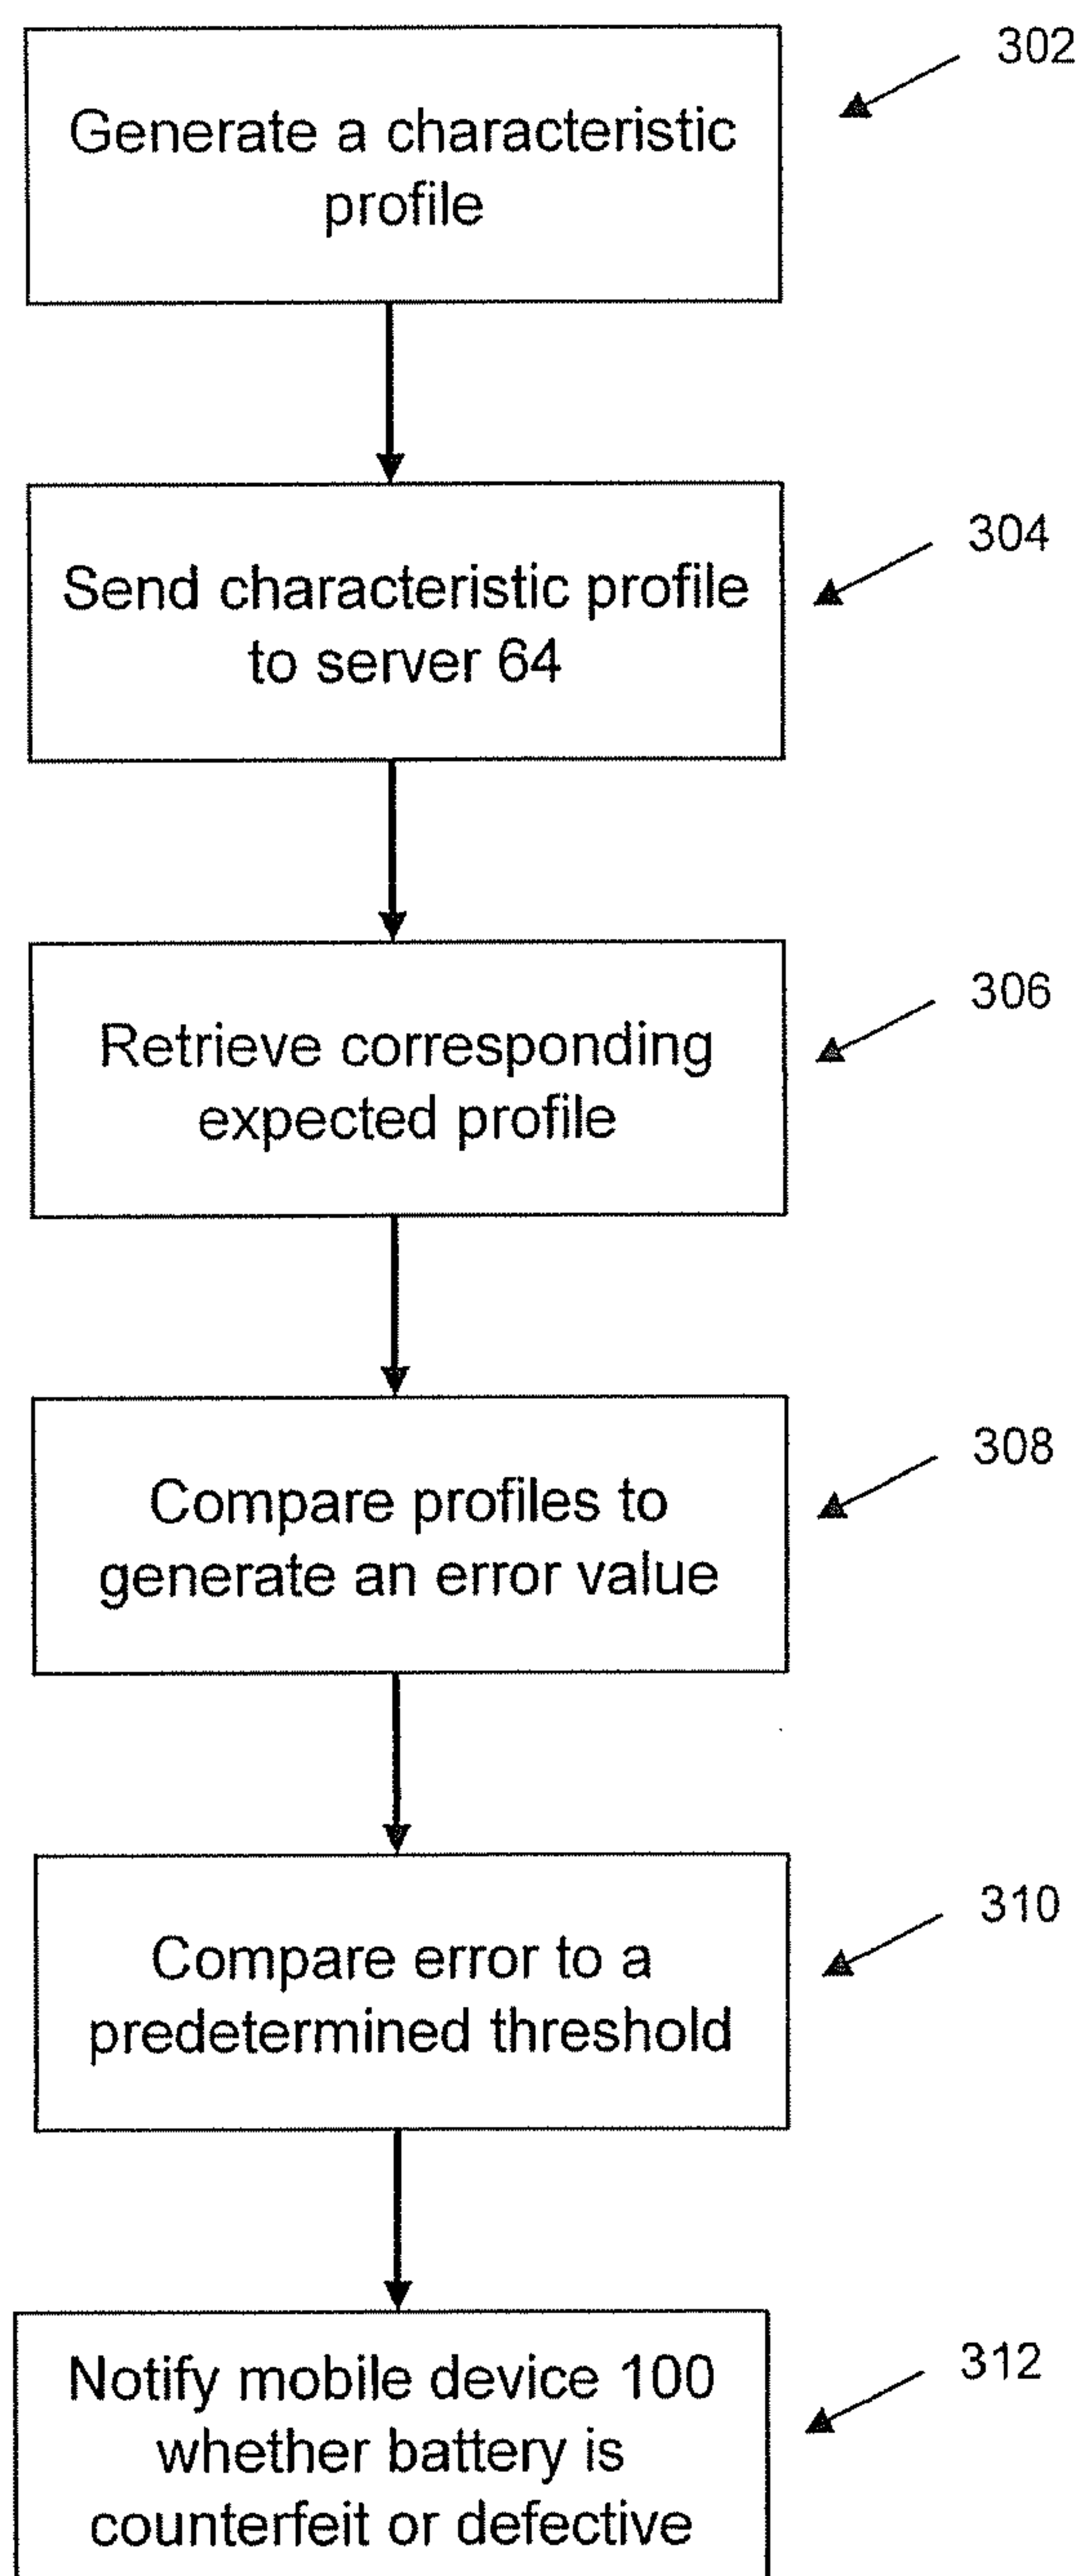 302
Generate a characteristic
profile
304
Send characteristic profile
to server 64
306
Retrieve corresponding
expected profile
308
Compare profiles to
generate an error value
310
Compare error to a
predetermined threshold
312
Notify mobile device 100
whether battery is
counterfeit or defective